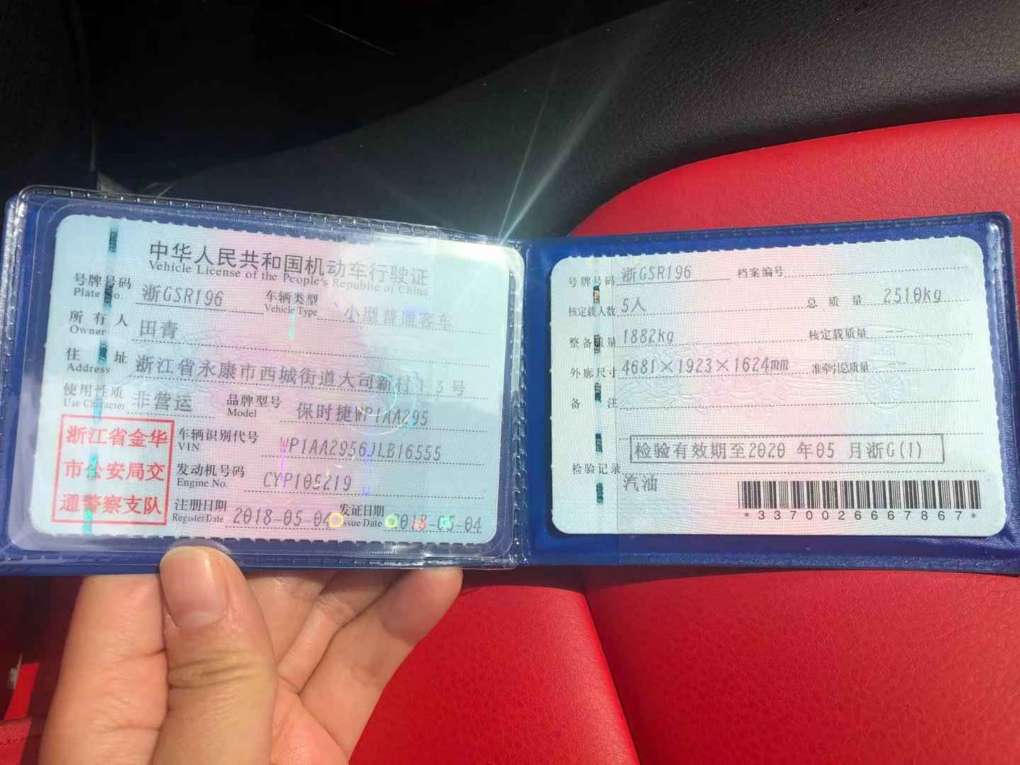 中华人民共和国机动车行驶证
Vehicle License of the People's Republic of China
号牌号码 浙GSR196 车辆类型 小型普通客车
Plate No. Vehicle Type
所有人 田青
Owner
住址 浙江省永康市西城街道大司新村113号
Address
使用性质 非营运 品牌型号 保时捷WP1AA295
Use Character Model
浙江省金华
市公安局交
通警察支队
车辆识别代号 WP1AA2956JLB16555
VIN
发动机号码 CYP105219
Engine No.
注册日期 2018-05-04 发证日期 2018-05-04
Register Date Issue Date
号牌号码 浙GSR196 档案编号
核定载人数 5人 总质量 2510kg
整备质量 1882kg 核定载质量
外廓尺寸 4681×1923×1624mm 准牵引总质量
备注
检验有效期至2020 年05 月浙G(1)
检验记录
汽油
*3370026667867*